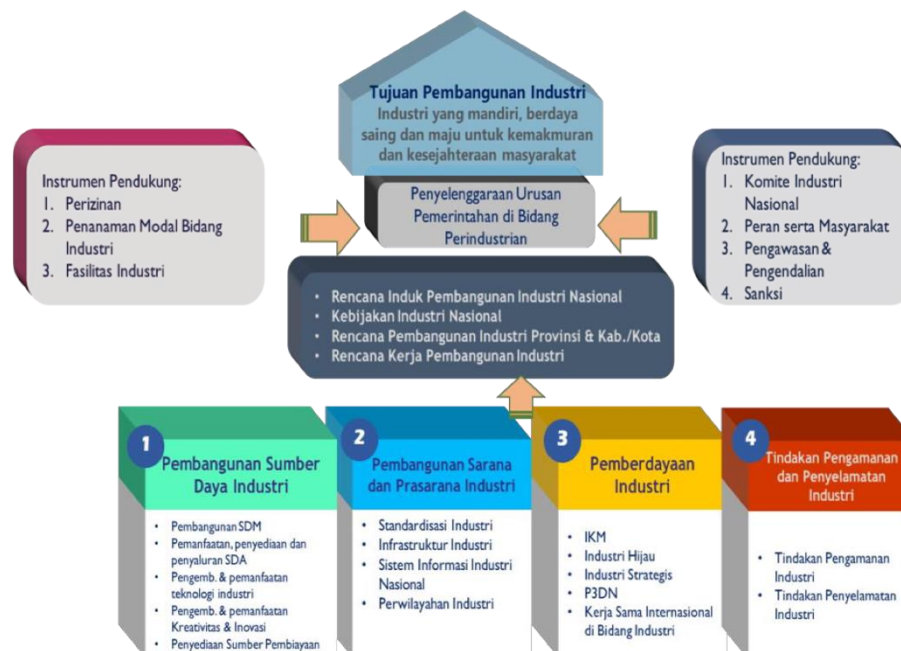 Tujuan Pembangunan Industri
Industri yang mandiri, berdaya
saing dan maju untuk kemakmuran
dan kesejahteraan masyarakat
Instrumen Pendukung:
1. Perizinan
2. Penanaman Modal Bidang
Industri
3. Fasilitas Industri
Penyelenggaraan Urusan
Pemerintahan di Bidang
Perindustrian
Instrumen Pendukung:
1. Komite Industri
Nasional
2. Peran serta Masyarakat
3. Pengawasan &
Pengendalian
4. Sanksi
• Rencana Induk Pembangunan Industri Nasional
• Kebijakan Industri Nasional
• Rencana Pembangunan Industri Provinsi & Kab./Kota
• Rencana Kerja Pembangunan Industri
1
Pembangunan Sumber
Daya Industri
• Pembangunan SDM
• Pemanfaatan, penyediaan dan
penyaluran SDA
• Pengemb. & pemanfaatan
teknologi industri
• Pengemb. & pemanfaatan
Kreativitas & Inovasi
• Penyediaan Sumber Pembiayaan
2
Pembangunan Sarana
dan Prasarana Industri
• Standardisasi Industri
• Infrastruktur Industri
• Sistem Informasi Industri
Nasional
• Perwilayahan Industri
3
Pemberdayaan
Industri
• IKM
• Industri Hijau
• Industri Strategis
• P3DN
• Kerja Sama Internasional
di Bidang Industri
4
Tindakan Pengamanan
dan Penyelamatan
Industri
• Tindakan Pengamanan
Industri
• Tindakan Penyelamatan
Industri